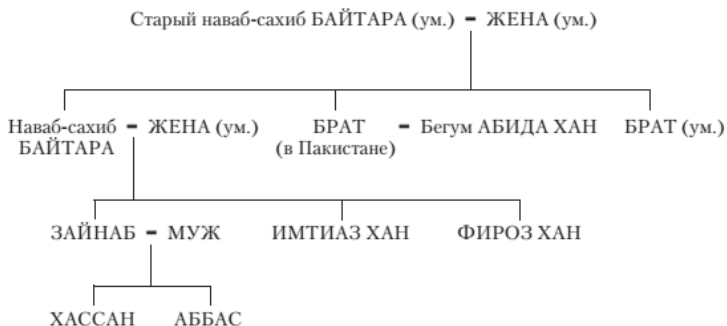 Старый наваб-сахиб БАЙТАРА (ум.) – ЖЕНА (ум.)
Наваб-сахиб – ЖЕНА (ум.) БРАТ – Бегум АБИДА ХАН БРАТ (ум.)
БАЙТАРА (в Пакистане)
ЗАЙНАБ – МУЖ ИМТИАЗ ХАН ФИРОЗ ХАН
ХАССАН АББАС